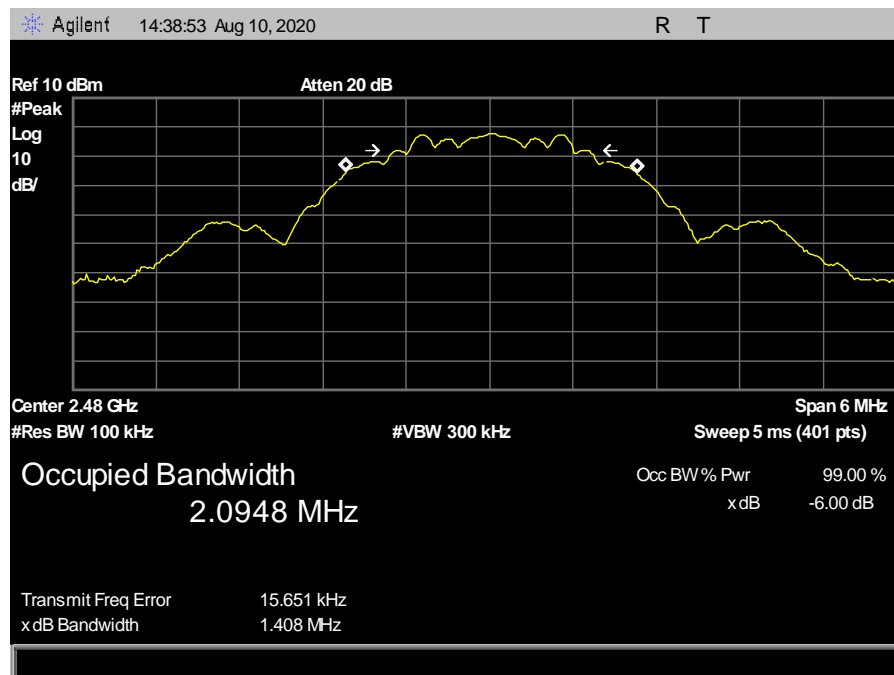 Agilent 14:38:53 Aug 10, 2020 R T
Ref 10 dBm Atten 20 dB
#Peak
Log
10
dB/
Center 2.48 GHz Span 6 MHz
#Res BW 100 kHz #VBW 300 kHz Sweep 5 ms (401 pts)
Occupied Bandwidth Occ BW % Pwr 99.00 %
2.0948 MHz x dB -6.00 dB
Transmit Freq Error 15.651 kHz
x dB Bandwidth 1.408 MHz